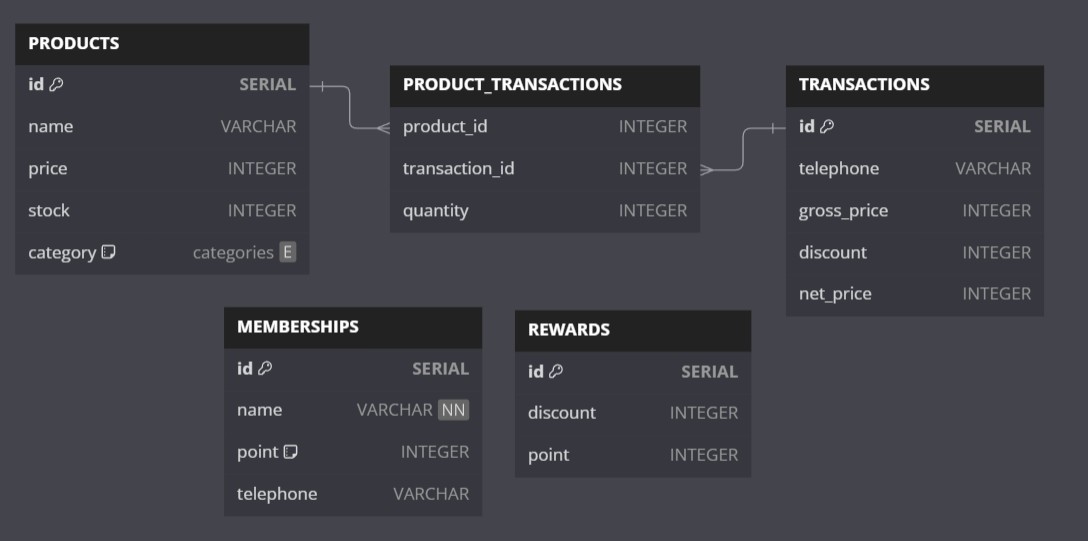 PRODUCTS
id SERIAL
name VARCHAR
price INTEGER
stock INTEGER
category categories E
PRODUCT_TRANSACTIONS
product_id INTEGER
transaction_id INTEGER
quantity INTEGER
TRANSACTIONS
id SERIAL
telephone VARCHAR
gross_price INTEGER
discount INTEGER
net_price INTEGER
MEMBERSHIPS
id SERIAL
name VARCHAR NN
point INTEGER
telephone VARCHAR
REWARDS
id SERIAL
discount INTEGER
point INTEGER